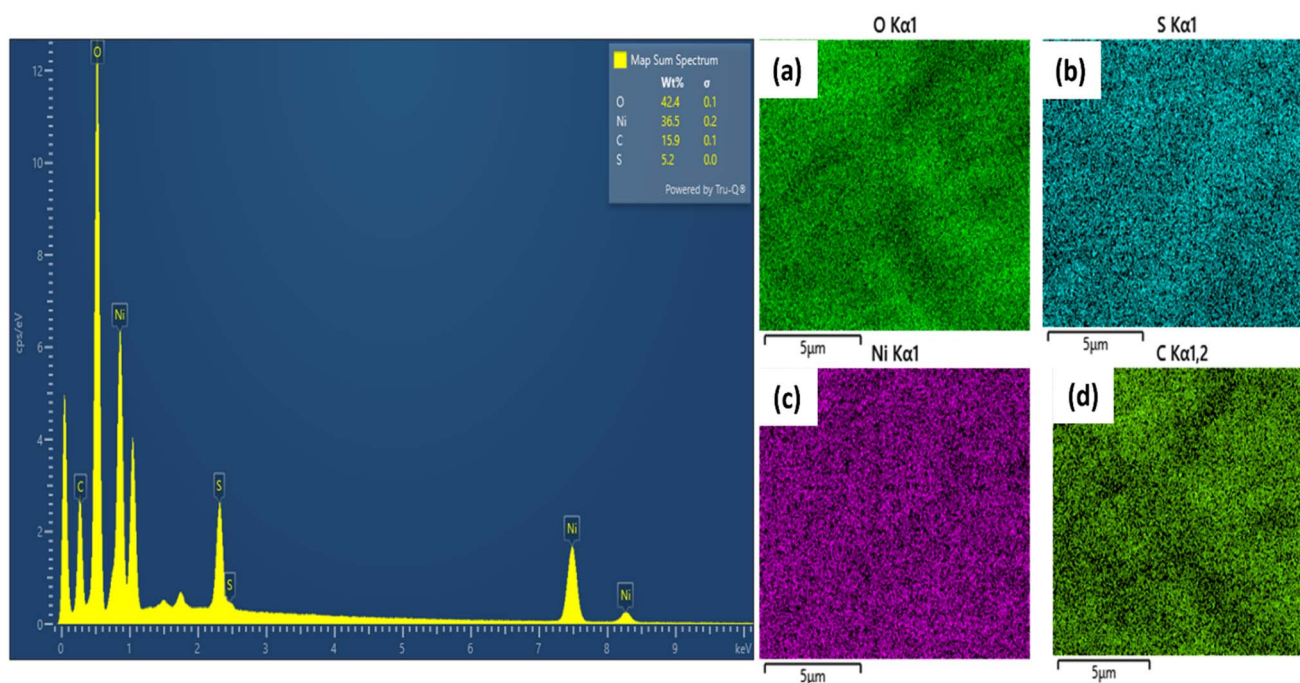 Map Sum Spectrum
Wt% σ
O 42.4 0.1
Ni 36.5 0.2
C 15.9 0.1
S 5.2 0.0
Powered by Tru-Q®
cps/eV
12
10
8
6
4
2
0
O
Ni
C
S
S
Ni
Ni
0 1 2 3 4 5 6 7 8 9 keV
O Kα1
(a)
5µm
S Kα1
(b)
5µm
Ni Kα1
(c)
5µm
C Kα1,2
(d)
5µm